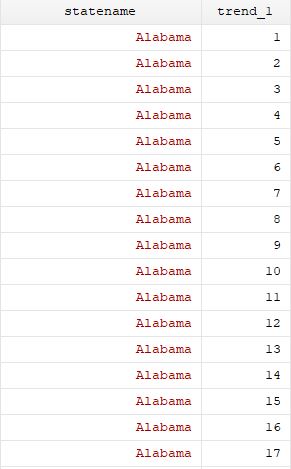 statename trend_1
Alabama 1
Alabama 2
Alabama 3
Alabama 4
Alabama 5
Alabama 6
Alabama 7
Alabama 8
Alabama 9
Alabama 10
Alabama 11
Alabama 12
Alabama 13
Alabama 14
Alabama 15
Alabama 16
Alabama 17